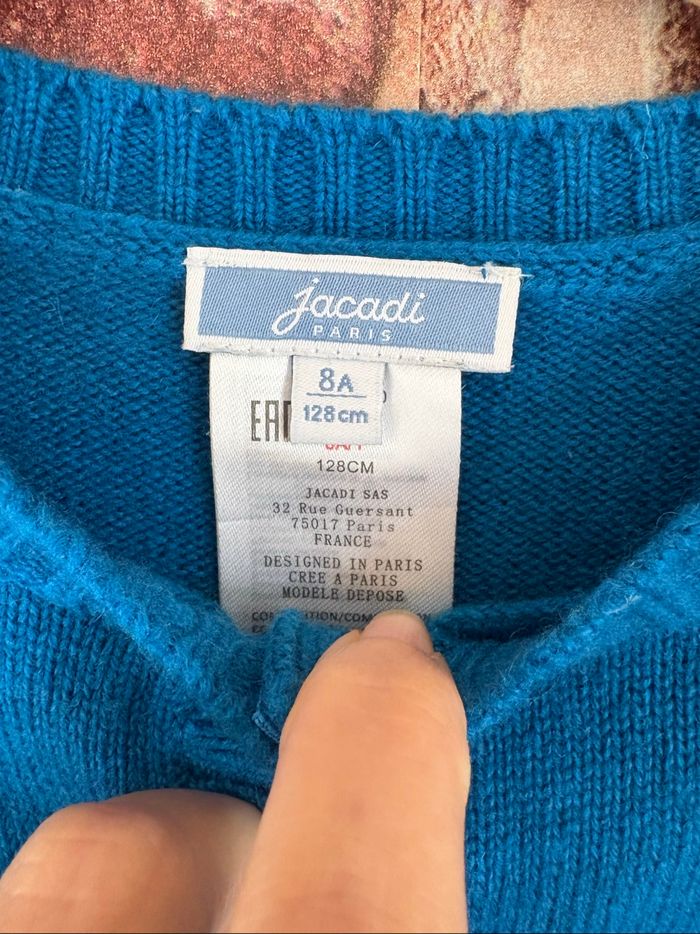 jacadi
PARIS
8A
128cm
128CM
JACADI SAS
32 Rue Guersant
75017 Paris
FRANCE
DESIGNED IN PARIS
CREE A PARIS
MODELE DEPOSE